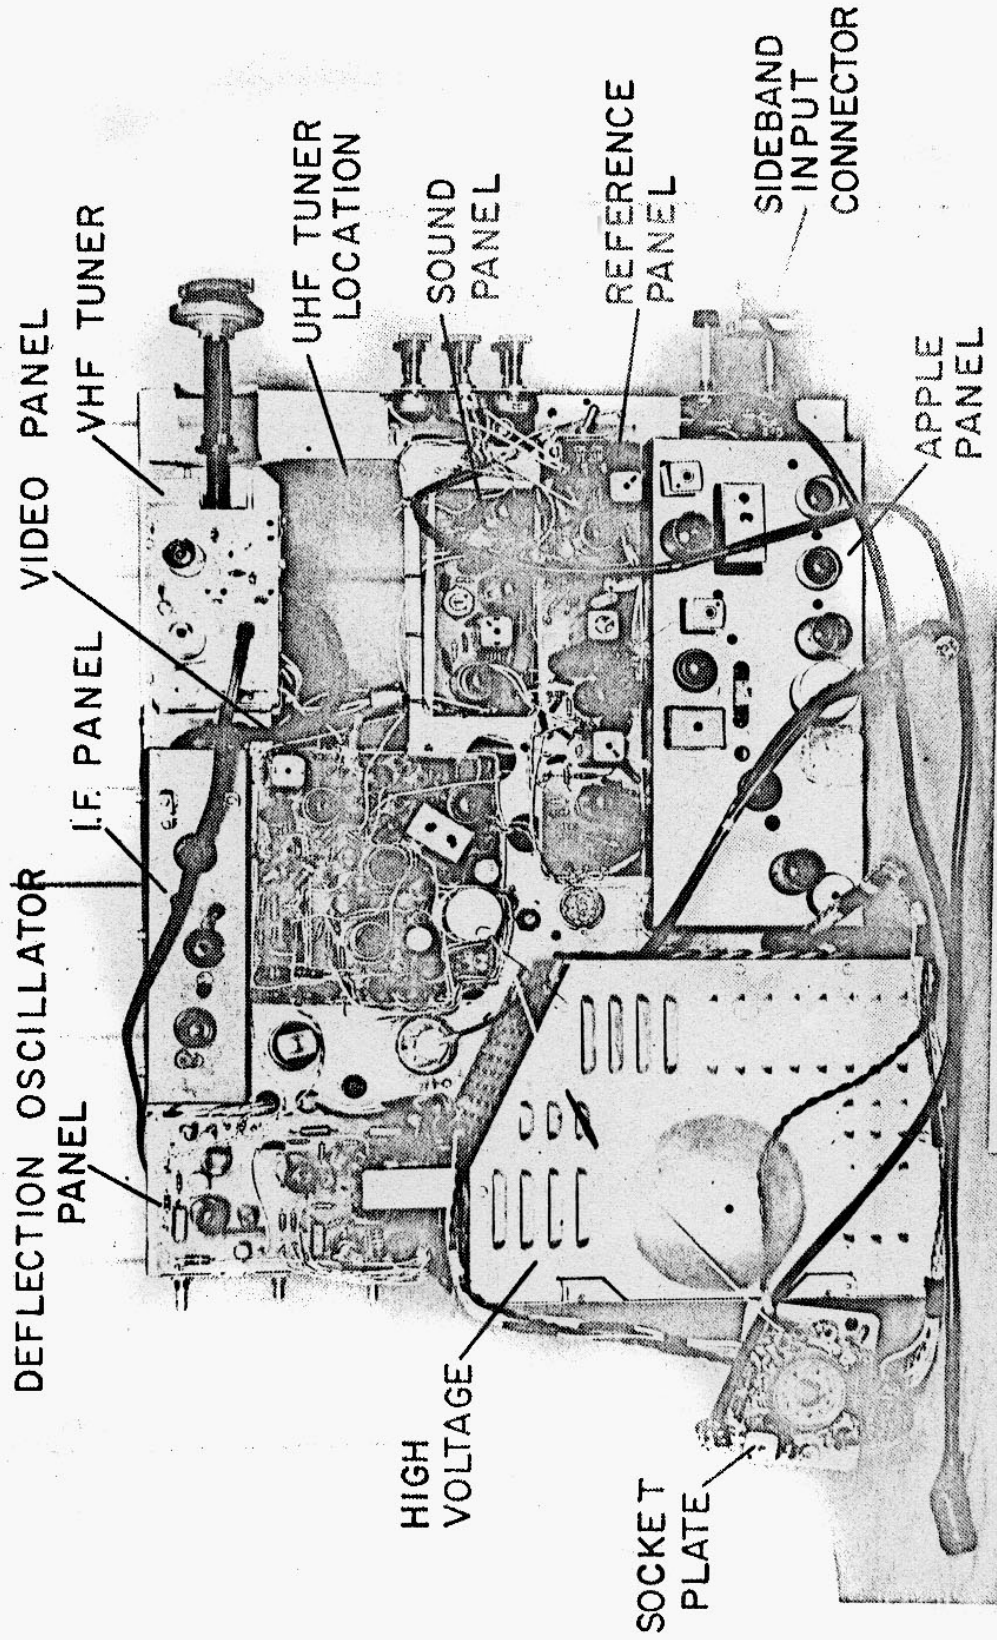 DEFLECTION OSCILLATOR
PANEL
I.F. PANEL
VIDEO PANEL
VHF TUNER
UHF TUNER
LOCATION
SOUND
PANEL
REFERENCE
PANEL
SIDEBAND
INPUT
CONNECTOR
APPLE
PANEL
HIGH
VOLTAGE
SOCKET
PLATE